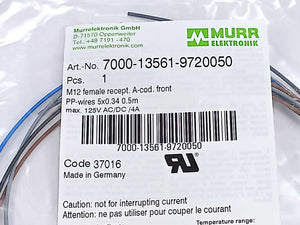 Murrelektronik GmbH
D-71570 Oppenweiler
Tel. +49 7191 - 470
MURR
ELEKTRONIK
Art.-No. 7000-13561-9720050
Pcs. 1
M12 female recept. A-cod. front
PP-wires 5x0.34 0.5m
max. 125V AC/DC /4A
7000-13561-9720050
Code 37016
Made in Germany
Caution: not for interrupting current
Attention: ne pas utiliser pour couper le courant
Temperature range: